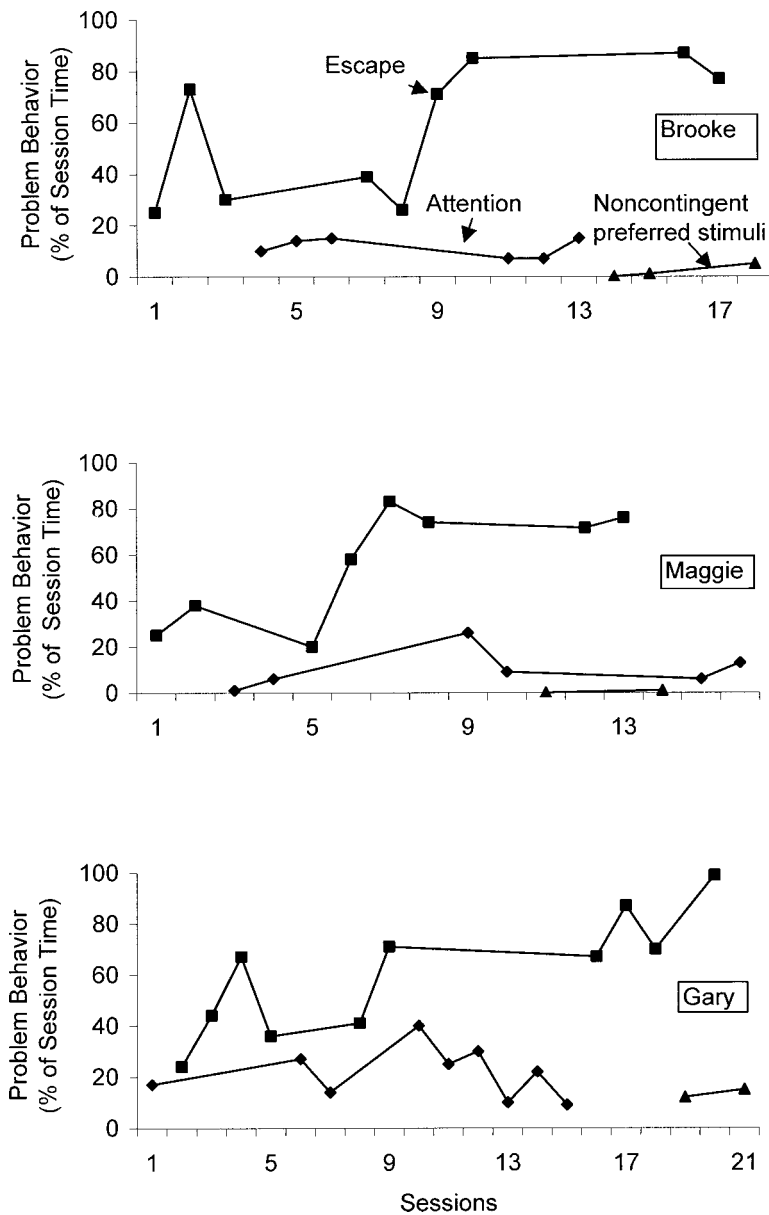 Problem Behavior
(% of Session Time)
100
80
60
40
20
0
Escape
Attention
Noncontingent
preferred stimuli
Brooke
1 5 9 13 17
Problem Behavior
(% of Session Time)
100
80
60
40
20
0
Maggie
1 5 9 13
Problem Behavior
(% of Session Time)
100
80
60
40
20
0
Gary
1 5 9 13 17 21
Sessions